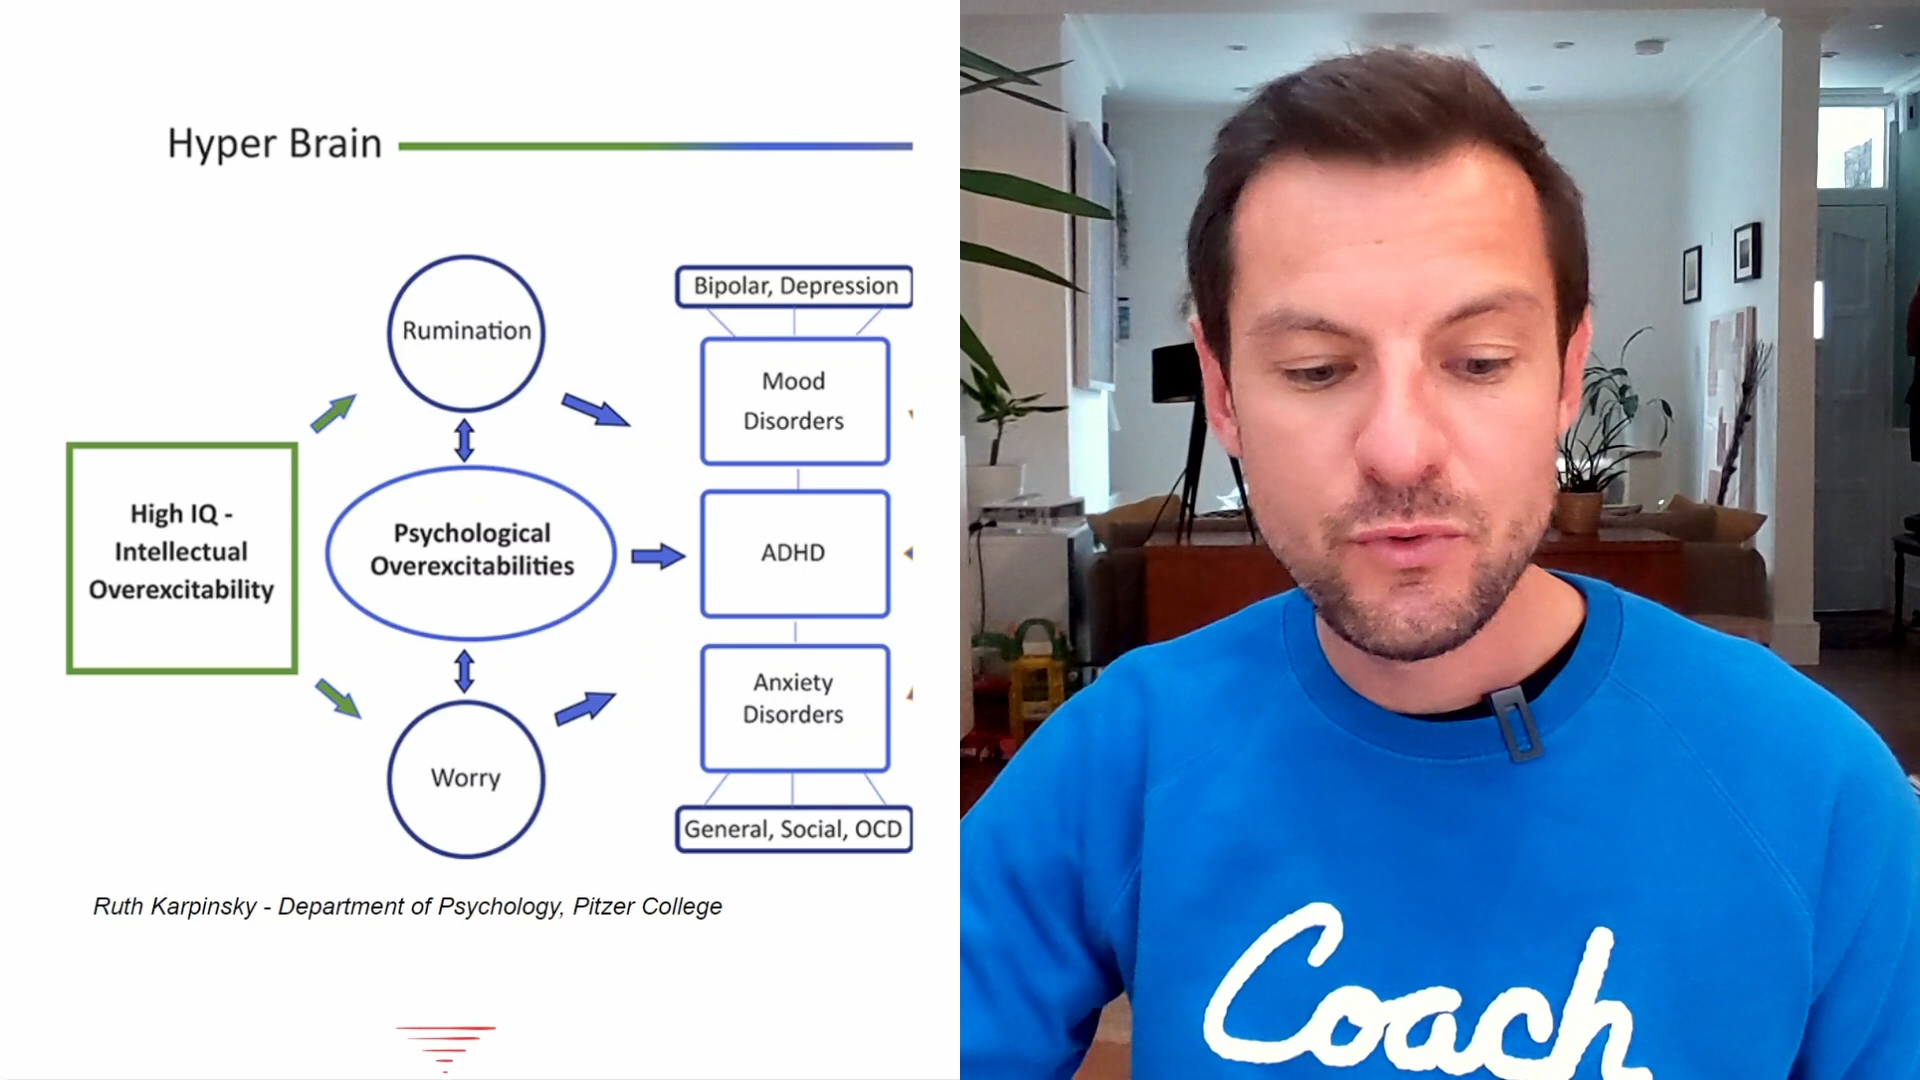 Hyper Brain
Rumination
Bipolar, Depression
Mood
Disorders
High IQ -
Intellectual
Overexcitability
Psychological
Overexcitabilities
ADHD
Anxiety
Disorders
Worry
General, Social, OCD
Ruth Karpinsky - Department of Psychology, Pitzer College
Coach